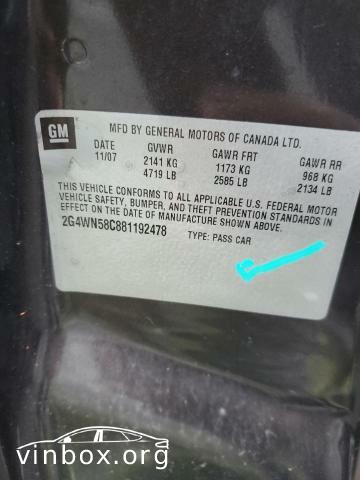 GM
MFD BY GENERAL MOTORS OF CANADA LTD.
DATE GVWR GAWR FRT GAWR RR
11/07 2141 KG 1173 KG 968 KG
4719 LB 2585 LB 2134 LB
THIS VEHICLE CONFORMS TO ALL APPLICABLE U.S. FEDERAL MOTOR
VEHICLE SAFETY, BUMPER, AND THEFT PREVENTION STANDARDS IN
EFFECT ON THE DATE OF MANUFACTURE SHOWN ABOVE.
2G4WN58C881192478 TYPE: PASS CAR
vinbox.org